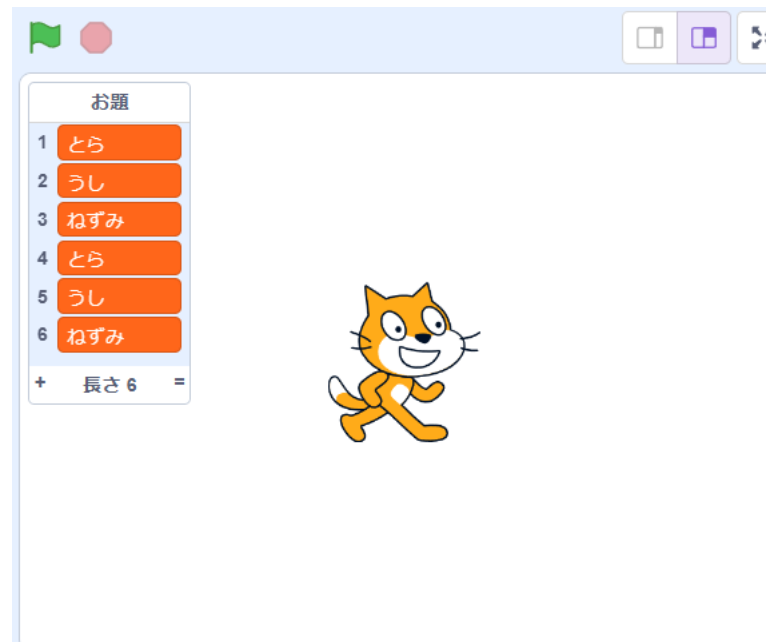 お題
1 とら
2 うし
3 ねずみ
4 とら
5 うし
6 ねずみ
+ 長さ 6 =